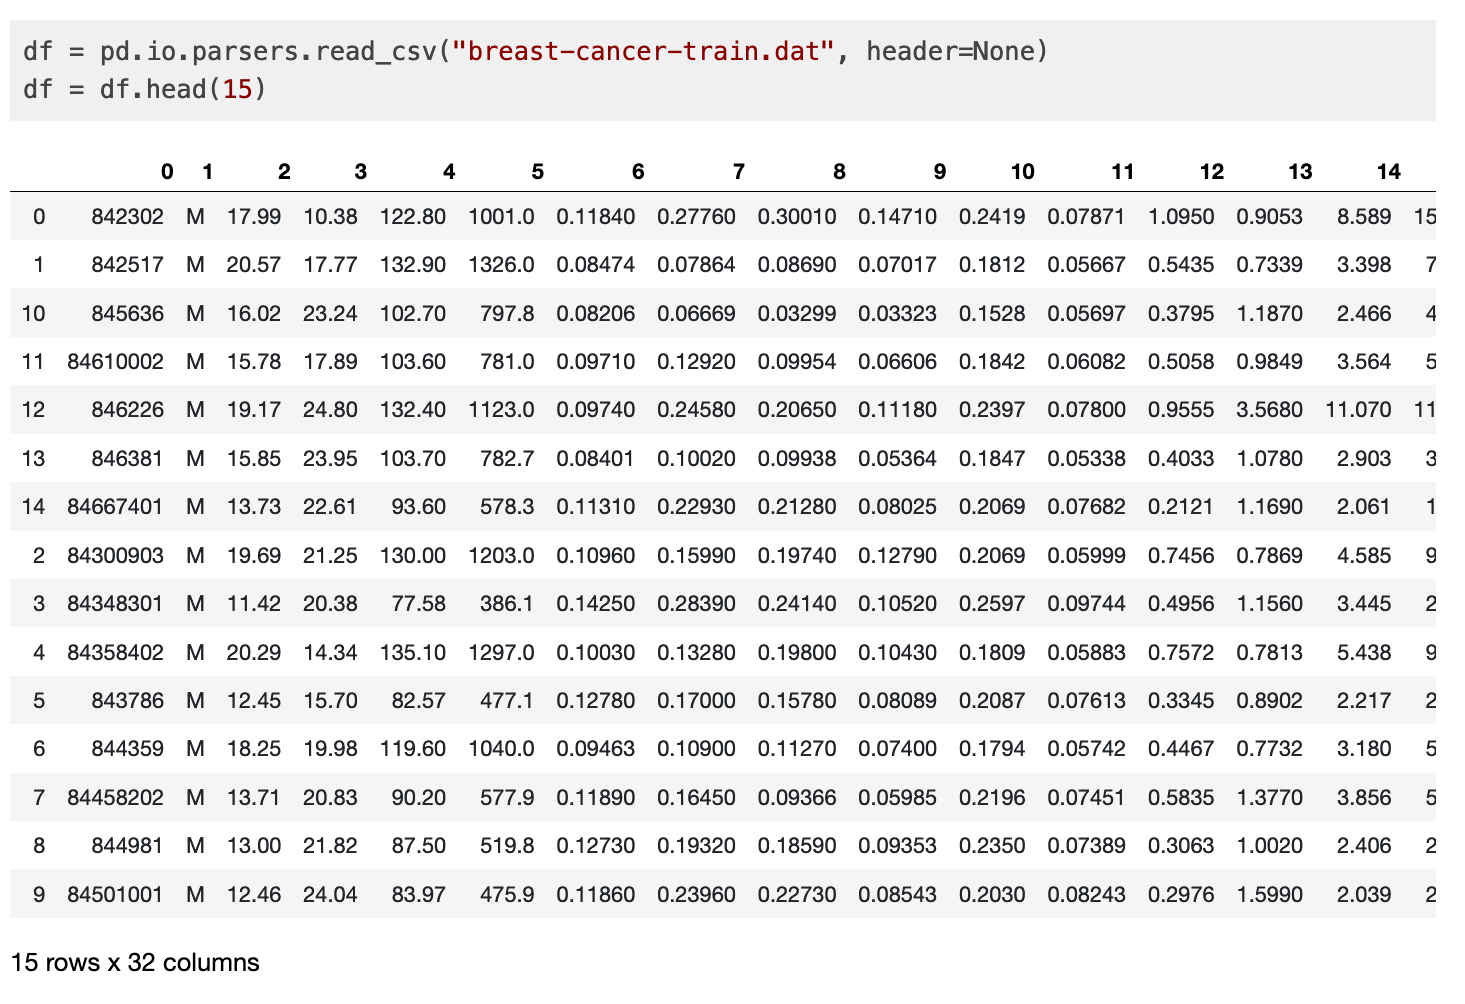 df = pd.io.parsers.read_csv("breast-cancer-train.dat", header=None)
df = df.head(15)
0 1 2 3 4 5 6 7 8 9 10 11 12 13 14
0 842302 M 17.99 10.38 122.80 1001.0 0.11840 0.27760 0.30010 0.14710 0.2419 0.07871 1.0950 0.9053 8.589 15
1 842517 M 20.57 17.77 132.90 1326.0 0.08474 0.07864 0.08690 0.07017 0.1812 0.05667 0.5435 0.7339 3.398 7
10 845636 M 16.02 23.24 102.70 797.8 0.08206 0.06669 0.03299 0.03323 0.1528 0.05697 0.3795 1.1870 2.466 4
11 84610002 M 15.78 17.89 103.60 781.0 0.09710 0.12920 0.09954 0.06606 0.1842 0.06082 0.5058 0.9849 3.564 5
12 846226 M 19.17 24.80 132.40 1123.0 0.09740 0.24580 0.20650 0.11180 0.2397 0.07800 0.9555 3.5680 11.070 11
13 846381 M 15.85 23.95 103.70 782.7 0.08401 0.10020 0.09938 0.05364 0.1847 0.05338 0.4033 1.0780 2.903 3
14 84667401 M 13.73 22.61 93.60 578.3 0.11310 0.22930 0.21280 0.08025 0.2069 0.07682 0.2121 1.1690 2.061 1
2 84300903 M 19.69 21.25 130.00 1203.0 0.10960 0.15990 0.19740 0.12790 0.2069 0.05999 0.7456 0.7869 4.585 9
3 84348301 M 11.42 20.38 77.58 386.1 0.14250 0.28390 0.24140 0.10520 0.2597 0.09744 0.4956 1.1560 3.445 2
4 84358402 M 20.29 14.34 135.10 1297.0 0.10030 0.13280 0.19800 0.10430 0.1809 0.05883 0.7572 0.7813 5.438 9
5 843786 M 12.45 15.70 82.57 477.1 0.12780 0.17000 0.15780 0.08089 0.2087 0.07613 0.3345 0.8902 2.217 2
6 844359 M 18.25 19.98 119.60 1040.0 0.09463 0.10900 0.11270 0.07400 0.1794 0.05742 0.4467 0.7732 3.180 5
7 84458202 M 13.71 20.83 90.20 577.9 0.11890 0.16450 0.09366 0.05985 0.2196 0.07451 0.5835 1.3770 3.856 5
8 844981 M 13.00 21.82 87.50 519.8 0.12730 0.19320 0.18590 0.09353 0.2350 0.07389 0.3063 1.0020 2.406 2
9 84501001 M 12.46 24.04 83.97 475.9 0.11860 0.23960 0.22730 0.08543 0.2030 0.08243 0.2976 1.5990 2.039 2
15 rows x 32 columns